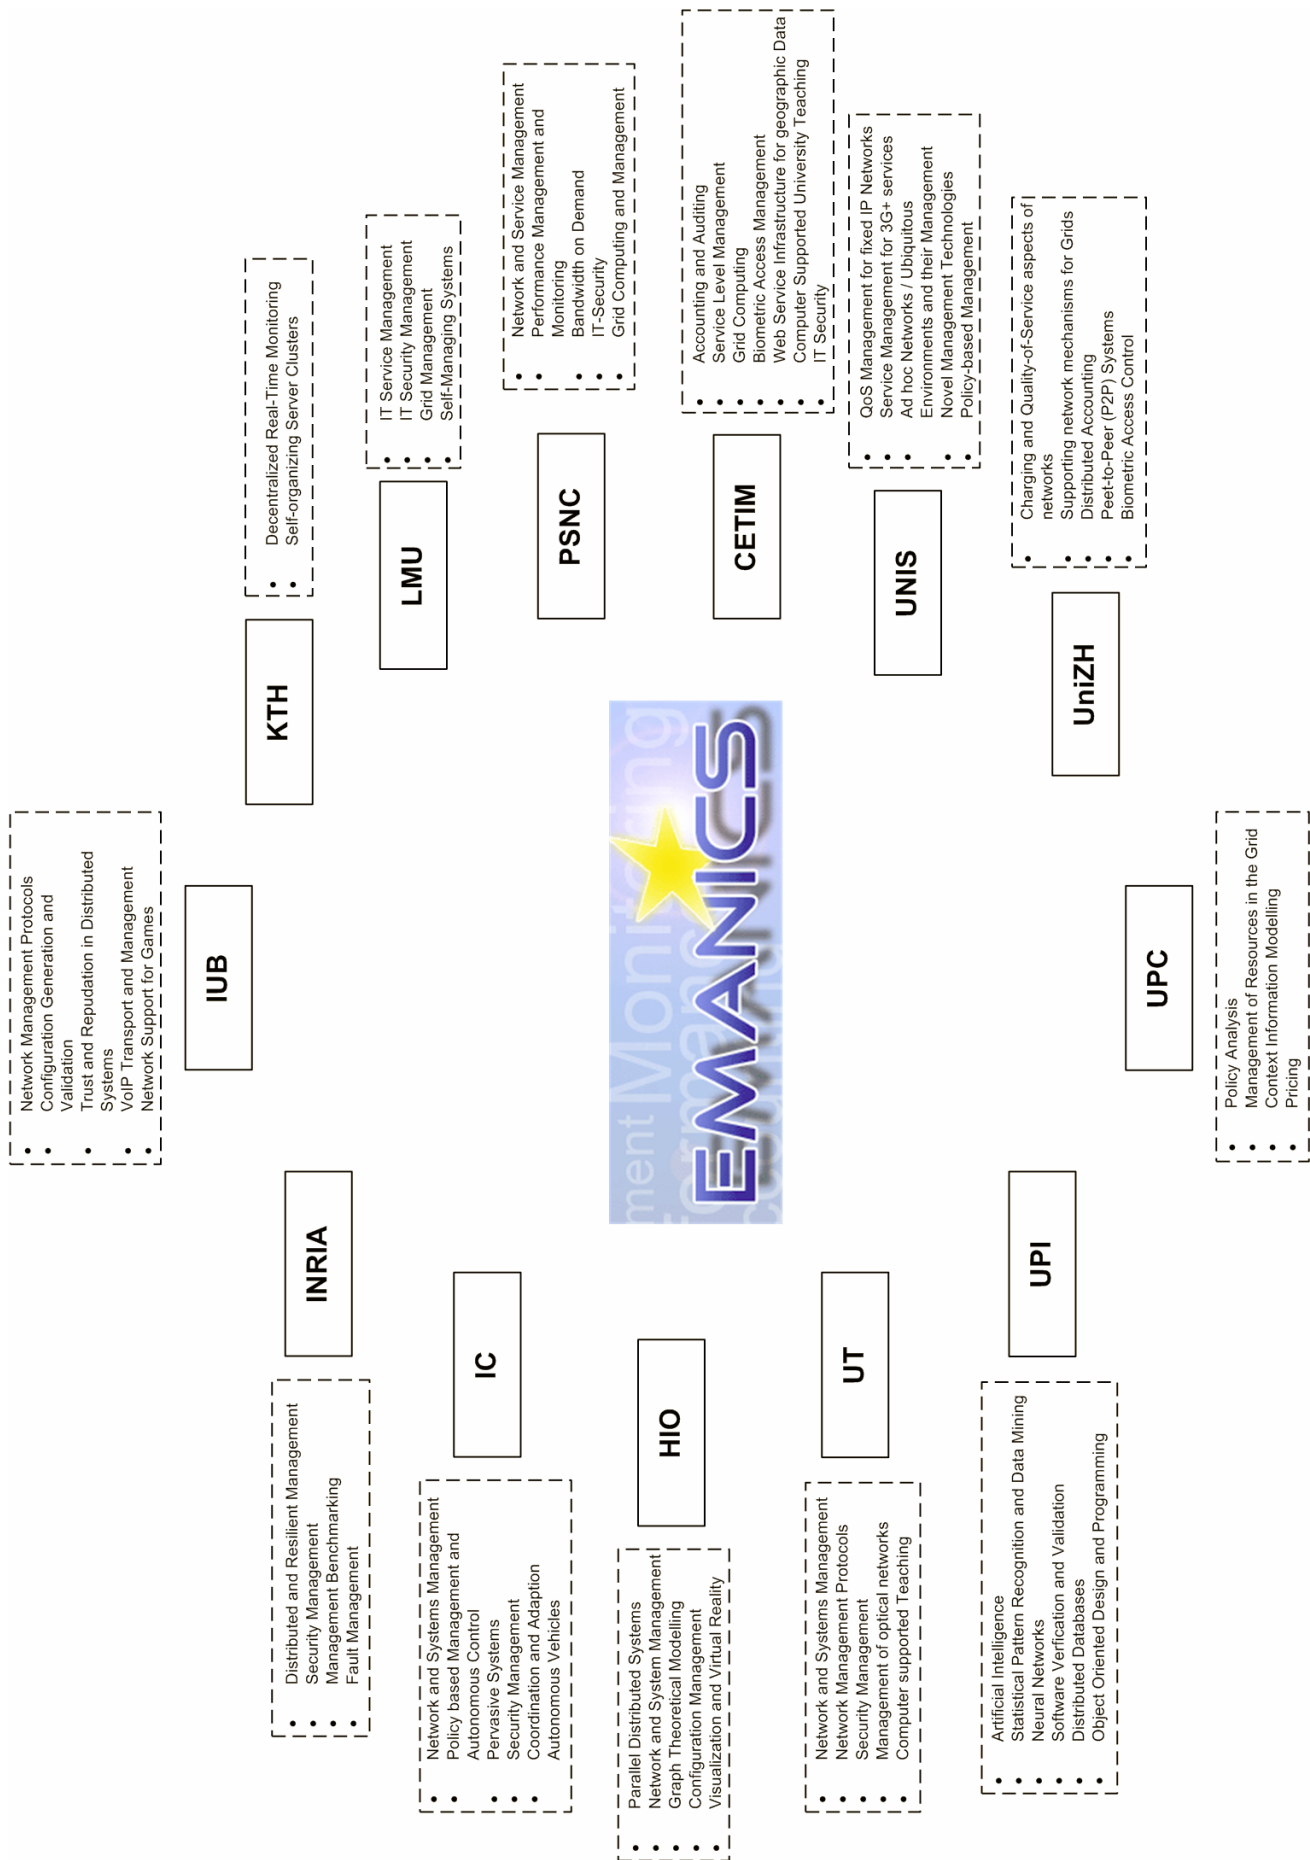 IUB
Network Management Protocols
Configuration Generation and
Validation
Trust and Repudation in Distributed
Systems
VoIP Transport and Management
Network Support for Games
KTH
Decentralized Real-Time Monitoring
Self-organizing Server Clusters
LMU
IT Service Management
IT Security Management
Grid Management
Self-Managing Systems
PSNC
Network and Service Management
Performance Management and
Monitoring
Bandwidth on Demand
IT-Security
Grid Computing and Management
CETIM
Accounting and Auditing
Service Level Management
Grid Computing
Biometric Access Management
Web Service Infrastructure for geographic Data
Computer Supported University Teaching
IT Security
UNIS
QoS Management for fixed IP Networks
Service Management for 3G+ services
Ad hoc Networks / Ubiquitous
Environments and their Management
Novel Management Technologies
Policy-based Management
UniZH
Charging and Quality-of-Service aspects of
networks
Supporting network mechanisms for Grids
Distributed Accounting
Peet-to-Peer (P2P) Systems
Biometric Access Control
UPC
Policy Analysis
Management of Resources in the Grid
Context Information Modelling
Pricing
UPI
Artificial Intelligence
Statistical Pattern Recognition and Data Mining
Neural Networks
Software Verfication and Validation
Distributed Databases
Object Oriented Design and Programming
UT
Network and Systems Management
Network Management Protocols
Security Management
Management of optical networks
Computer supported Teaching
HIO
Parallel Distributed Systems
Network and System Management
Graph Theoretical Modelling
Configuration Management
Visualization and Virtual Reality
IC
Network and Systems Management
Policy based Management and
Autonomous Control
Pervasive Systems
Security Management
Coordination and Adaption
Autonomous Vehicles
INRIA
Distributed and Resilient Management
Security Management
Management Benchmarking
Fault Management
ment Monitoring
EMANICS